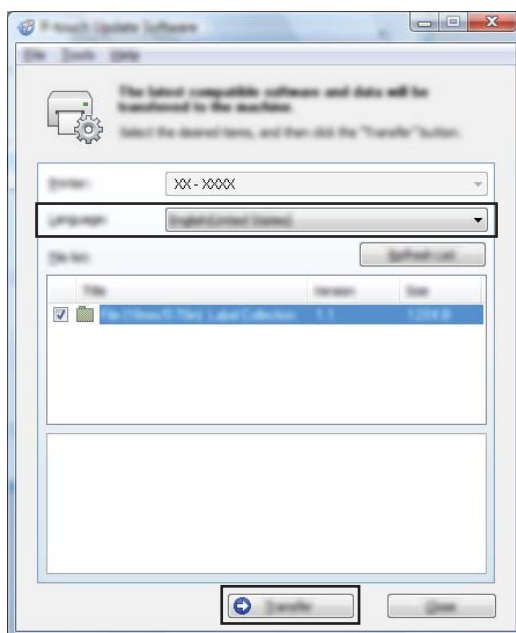 P-touch Update Software
File Tools Help
The latest compatible software and data will be
transferred to the machine.
Select the desired items, and then click the "Transfer" button.
Printer: XX - XXXX
Language: English(United States)
File list: Refresh List
Title Version Size
Label Collection 1.1
Transfer Close